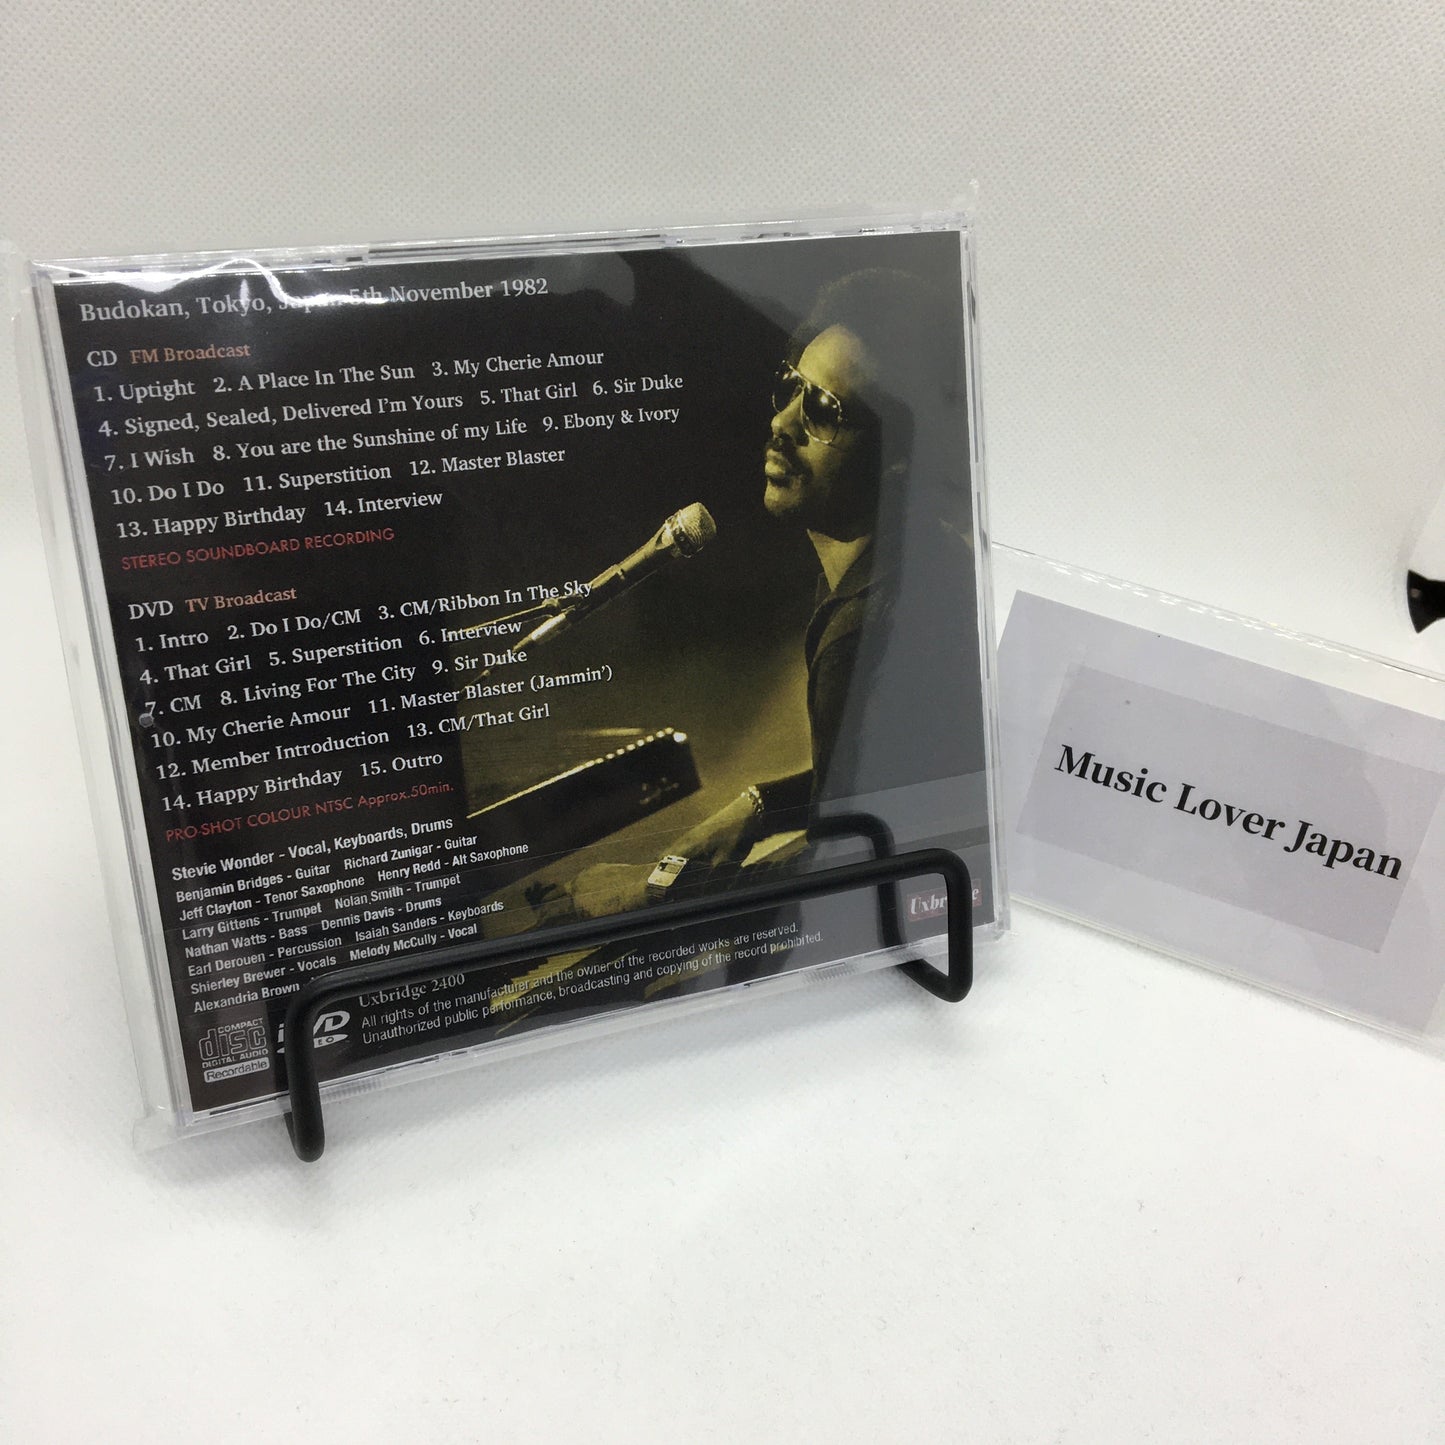 Budokan, Tokyo, Japan 5th November 1982
CD FM Broadcast
1. Uptight 2. A Place In The Sun 3. My Cherie Amour
4. Signed, Sealed, Delivered I'm Yours 5. That Girl 6. Sir Duke
7. I Wish 8. You are the Sunshine of my Life 9. Ebony & Ivory
10. Do I Do 11. Superstition 12. Master Blaster
13. Happy Birthday 14. Interview
STEREO SOUNDBOARD RECORDING
DVD TV Broadcast
1. Intro 2. Do I Do/CM 3. CM/Ribbon In The Sky
4. That Girl 5. Superstition 6. Interview
7. CM 8. Living For The City 9. Sir Duke
10. My Cherie Amour 11. Master Blaster (Jammin')
12. Member Introduction 13. CM/That Girl
14. Happy Birthday 15. Outro
PRO-SHOT COLOUR NTSC Approx.50min.
Stevie Wonder - Vocal, Keyboards, Drums
Benjamin Bridges - Guitar Richard Zunigar - Guitar
Jeff Clayton - Tenor Saxophone Henry Redd - Alt Saxophone
Larry Gittens - Trumpet Nolan Smith - Trumpet
Nathan Watts - Bass Dennis Davis - Drums
Earl Derouen - Percussion Isaiah Sanders - Keyboards
Shierley Brewer - Vocals Melody McCully - Vocal
Alexandria Brown
Uxbridge
COMPACT
disc
DIGITAL AUDIO
Recordable
DVD
VIDEO
Uxbridge 2400
All rights of the manufacturer and the owner of the recorded works are reserved.
Unauthorized public performance, broadcasting and copying of the record prohibited.
Music Lover Japan